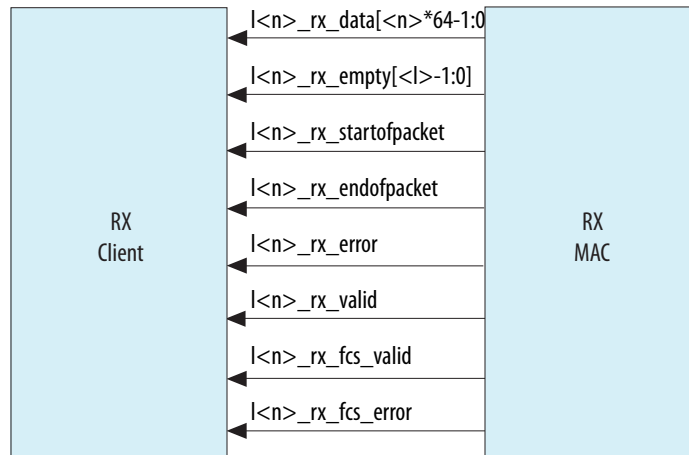 l<n>_rx_data[<n>*64-1:0
l<n>_rx_empty[<l>-1:0]
l<n>_rx_startofpacket
l<n>_rx_endofpacket
RX
Client
RX
MAC
l<n>_rx_error
l<n>_rx_valid
l<n>_rx_fcs_valid
l<n>_rx_fcs_error